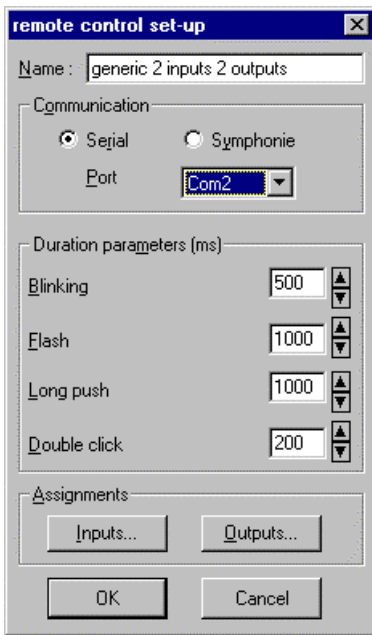 remote control set-up
Name : generic 2 inputs 2 outputs
Communication
Serial Symphonie
Port Com2
Duration parameters (ms)
Blinking 500
Flash 1000
Long push 1000
Double click 200
Assignments
Inputs... Outputs...
OK Cancel